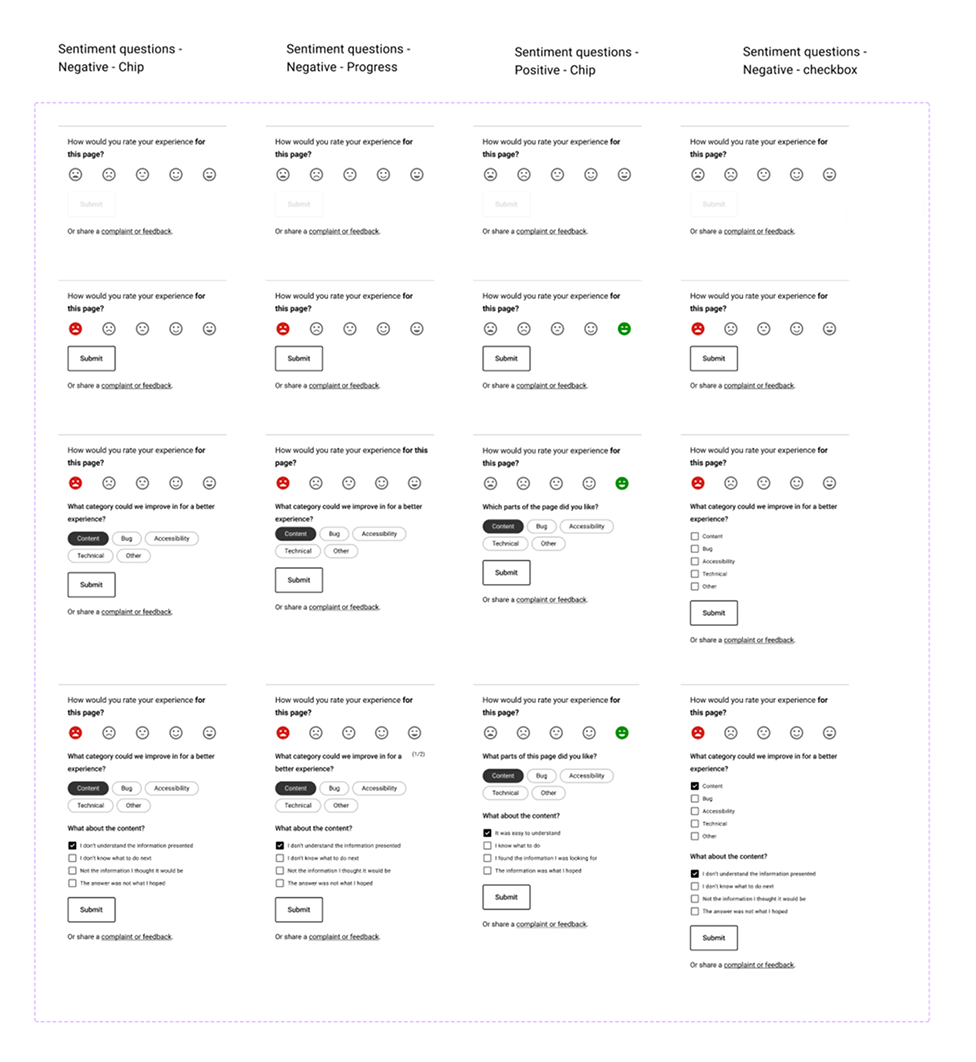 Sentiment questions -
Negative - Chip
Sentiment questions -
Negative - Progress
Sentiment questions -
Positive - Chip
Sentiment questions -
Negative - checkbox
How would you rate your experience for
this page?
Submit
Or share a complaint or feedback.
How would you rate your experience for
this page?
Submit
Or share a complaint or feedback.
How would you rate your experience for
this page?
Submit
Or share a complaint or feedback.
How would you rate your experience for
this page?
Submit
Or share a complaint or feedback.
How would you rate your experience for
this page?
Submit
Or share a complaint or feedback.
How would you rate your experience for
this page?
Submit
Or share a complaint or feedback.
How would you rate your experience for
this page?
Submit
Or share a complaint or feedback.
How would you rate your experience for
this page?
Submit
Or share a complaint or feedback.
How would you rate your experience for
this page?
What category could we improve in for a better
experience?
Content Bug Accessibility
Technical Other
Submit
Or share a complaint or feedback.
How would you rate your experience for this
page?
What category could we improve in for a better
experience?
Content Bug Accessibility
Technical Other
Submit
Or share a complaint or feedback.
How would you rate your experience for
this page?
Which parts of the page did you like?
Content Bug Accessibility
Technical Other
Submit
Or share a complaint or feedback.
How would you rate your experience for
this page?
What category could we improve in for a better
experience?
Content
Bug
Accessibility
Technical
Other
Submit
Or share a complaint or feedback.
How would you rate your experience for
this page?
What category could we improve in for a better
experience?
Content Bug Accessibility
Technical Other
What about the content?
I don't understand the information presented
I don't know what to do next
Not the information I thought it would be
The answer was not what I hoped
Submit
Or share a complaint or feedback.
How would you rate your experience for
this page?
What category could we improve in for a (1/2)
better experience?
Content Bug Accessibility
Technical Other
What about the content?
I don't understand the information presented
I don't know what to do next
Not the information I thought it would be
The answer was not what I hoped
Submit
Or share a complaint or feedback.
How would you rate your experience for
this page?
What parts of this page did you like?
Content Bug Accessibility
Technical Other
What about the content?
It was easy to understand
I know what to do
I found the information I was looking for
The information was what I hoped
Submit
Or share a complaint or feedback.
How would you rate your experience for
this page?
What category could we improve in for a better
experience?
Content
Bug
Accessibility
Technical
Other
What about the content?
I don't understand the information presented
I don't know what to do next
Not the information I thought it would be
The answer was not what I hoped
Submit
Or share a complaint or feedback.